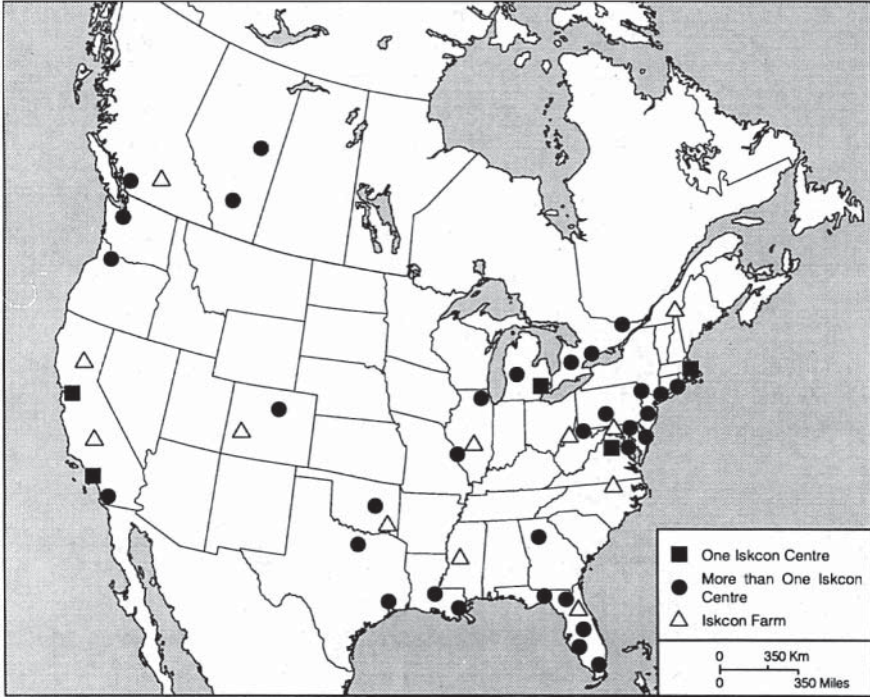 One Iskcon Centre
More than One Iskcon
Centre
Iskcon Farm
0 350 Km
0 350 Miles